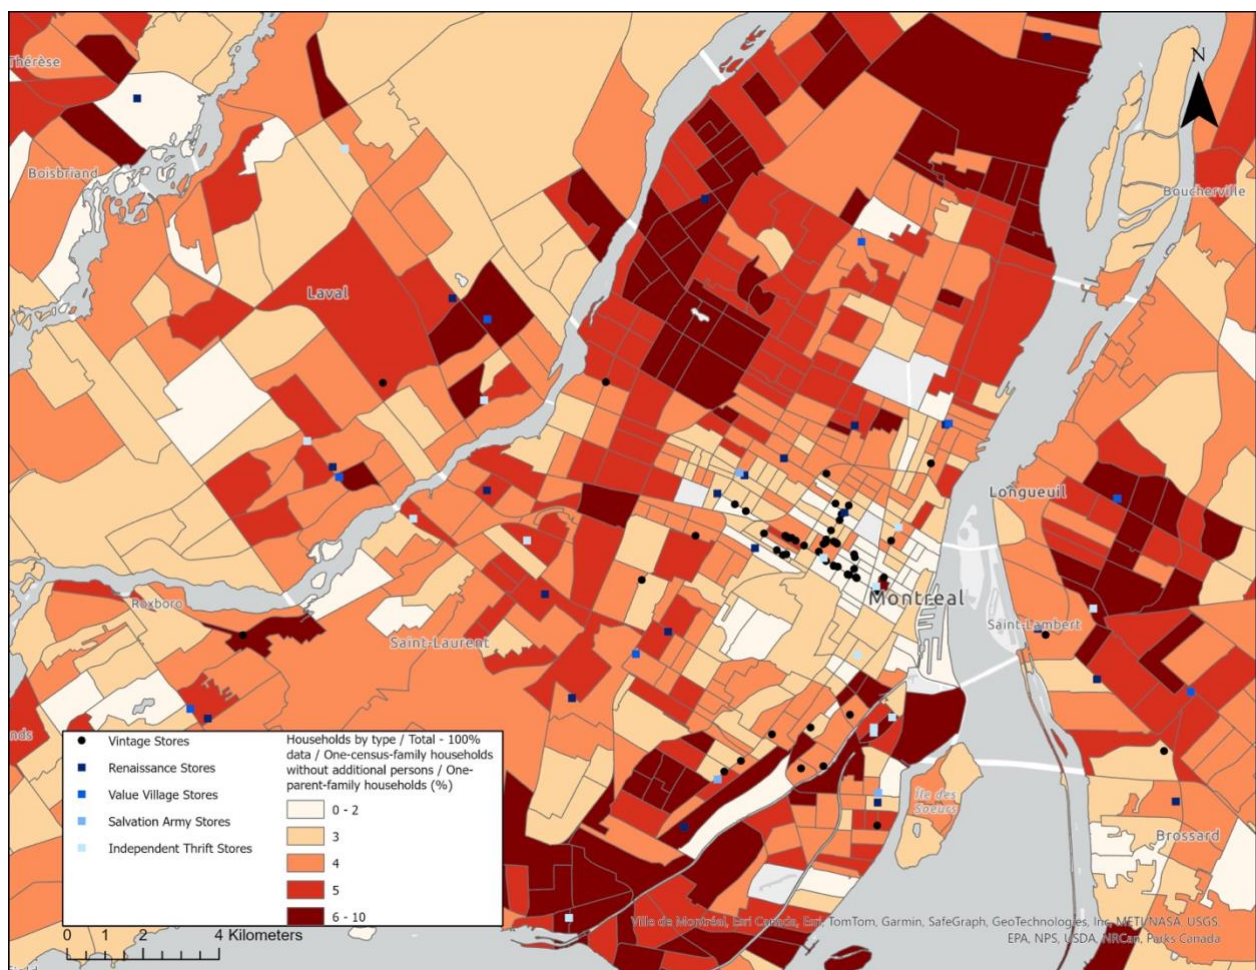 N
Thérèse
Boisbriand
Boucherville
Laval
Longueuil
Roxboro
Montréal
Saint-Lambert
Saint-Laurent
nds
Île des
Soeurs
Brossard
Vintage Stores
Renaissance Stores
Value Village Stores
Salvation Army Stores
Independent Thrift Stores
Households by type / Total - 100%
data / One-census-family households
without additional persons / One-
parent-family households (%)
0 - 2
3
4
5
6 - 10
Ville de Montréal, Esri Canada, Esri, TomTom, Garmin, SafeGraph, GeoTechnologies, Inc, METI/NASA, USGS,
EPA, NPS, USDA, NRCan, Parks Canada
0 1 2 4 Kilometers
field